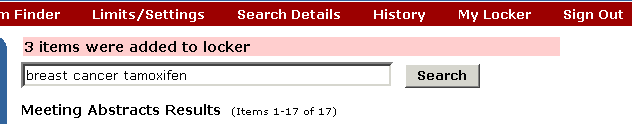 m Finder Limits/Settings Search Details History My Locker Sign Out
3 items were added to locker
breast cancer tamoxifen Search
Meeting Abstracts Results (Items 1-17 of 17)